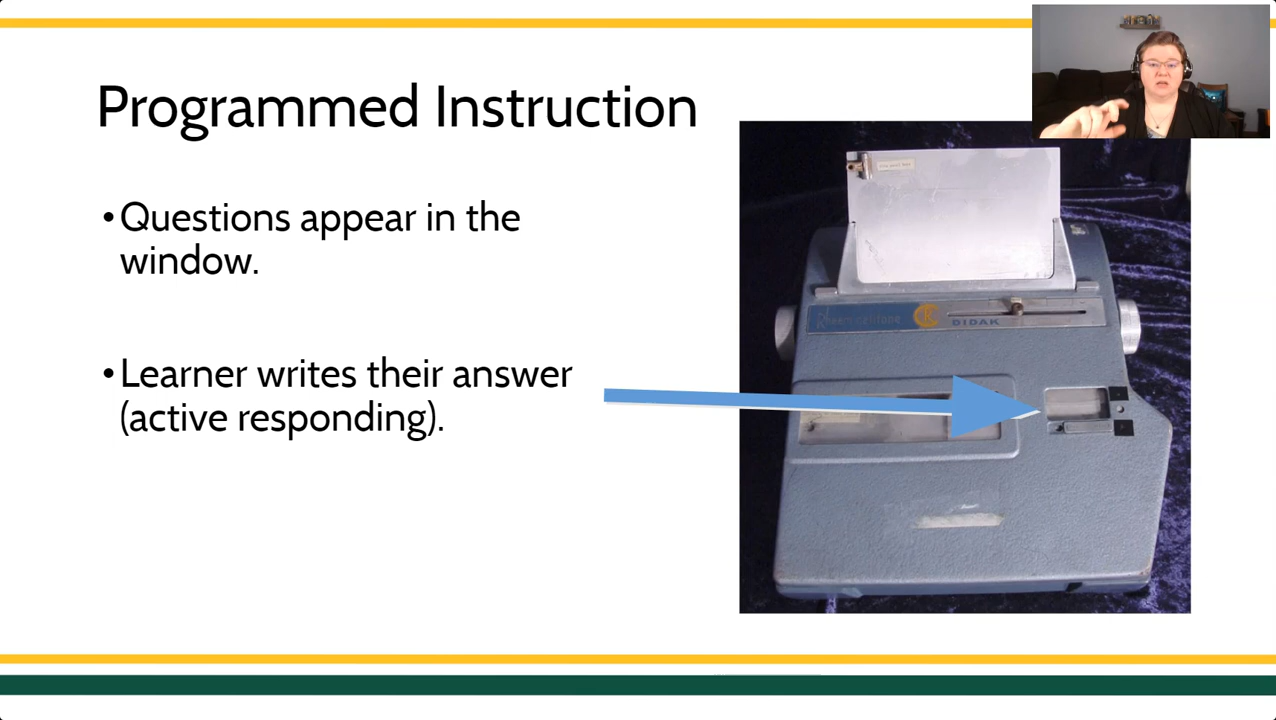 Programmed Instruction
•Questions appear in the
window.
•Learner writes their answer
(active responding).
DIDAK